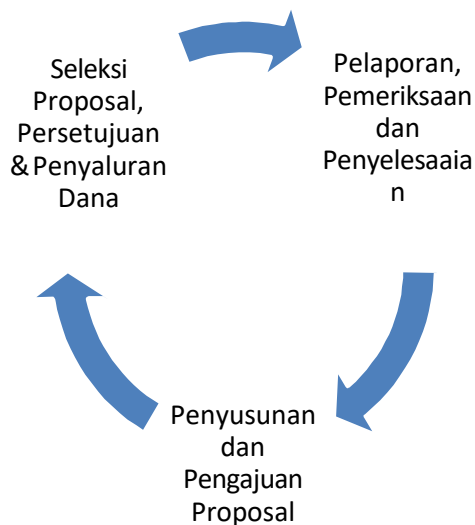 Seleksi
Proposal,
Persetujuan
& Penyaluran
Dana
Pelaporan,
Pemeriksaan
dan
Penyelesaaia
n
Penyusunan
dan
Pengajuan
Proposal